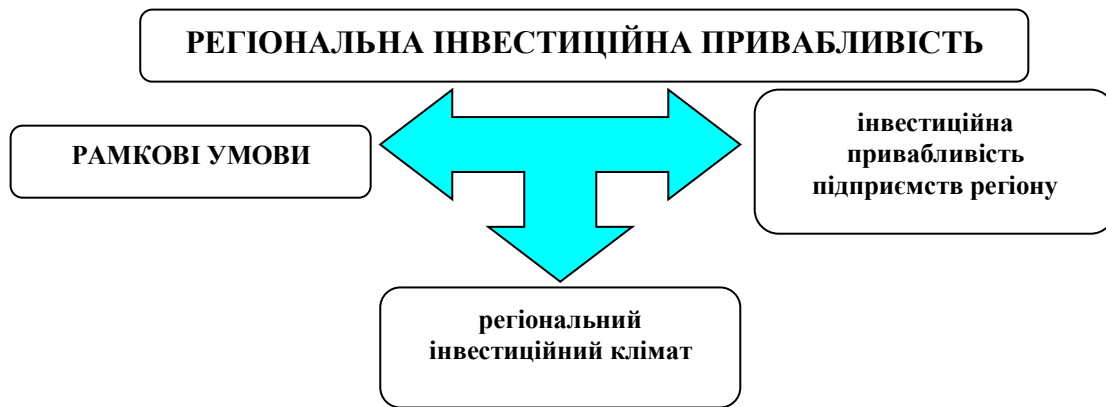 РЕГІОНАЛЬНА ІНВЕСТИЦІЙНА ПРИВАБЛИВІСТЬ
РАМКОВІ УМОВИ
інвестиційна
привабливість
підприємств регіону
регіональний
інвестиційний клімат